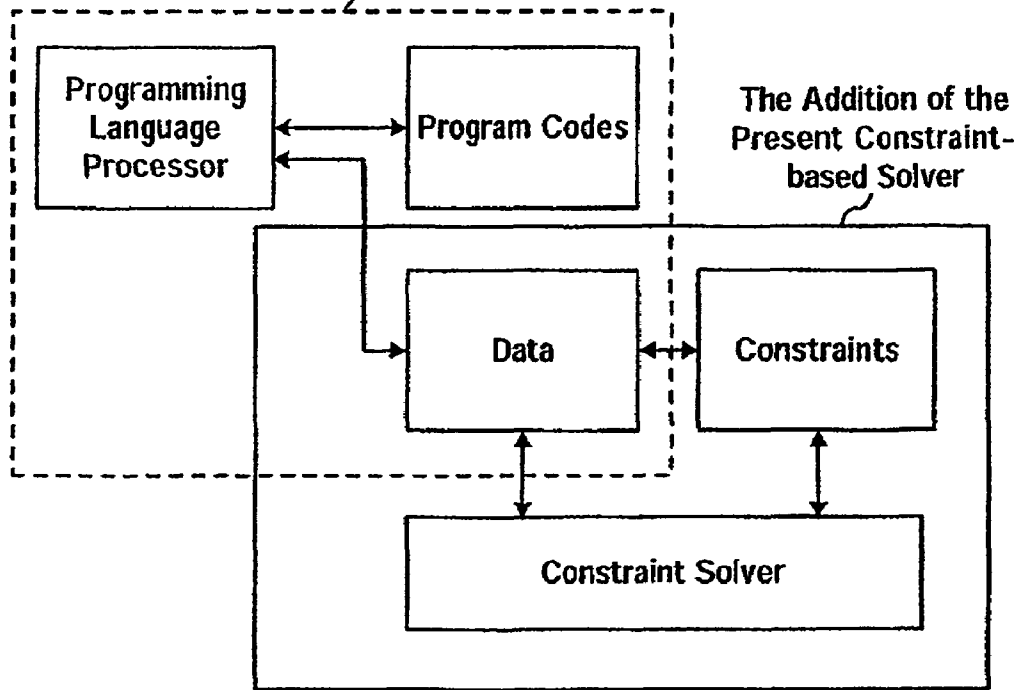 Programming
Language
Processor
Program Codes
The Addition of the
Present Constraint-
based Solver
Data
Constraints
Constraint Solver